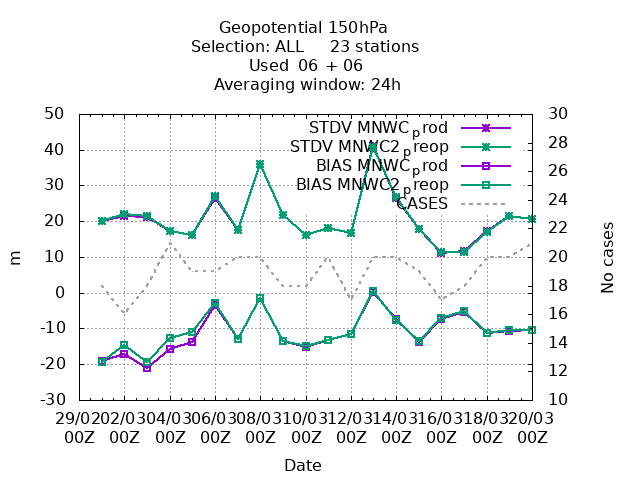 Geopotential 150hPa
Selection: ALL 23 stations
Used 06 + 06
Averaging window: 24h
50 30
STDV MNWC_prod
28
STDV MNWC2_preop
40
BIAS MNWC_prod
26
30 BIAS MNWC2_preop
24
CASES
20 22
10 20
0 18
-10 16
14
-20 12
-30 10
m
No cases
29/02 02/03 04/03 06/03 08/03 10/03 12/03 14/03 16/03 18/03 20/03
00Z 00Z 00Z 00Z 00Z 00Z 00Z 00Z 00Z 00Z 00Z
Date